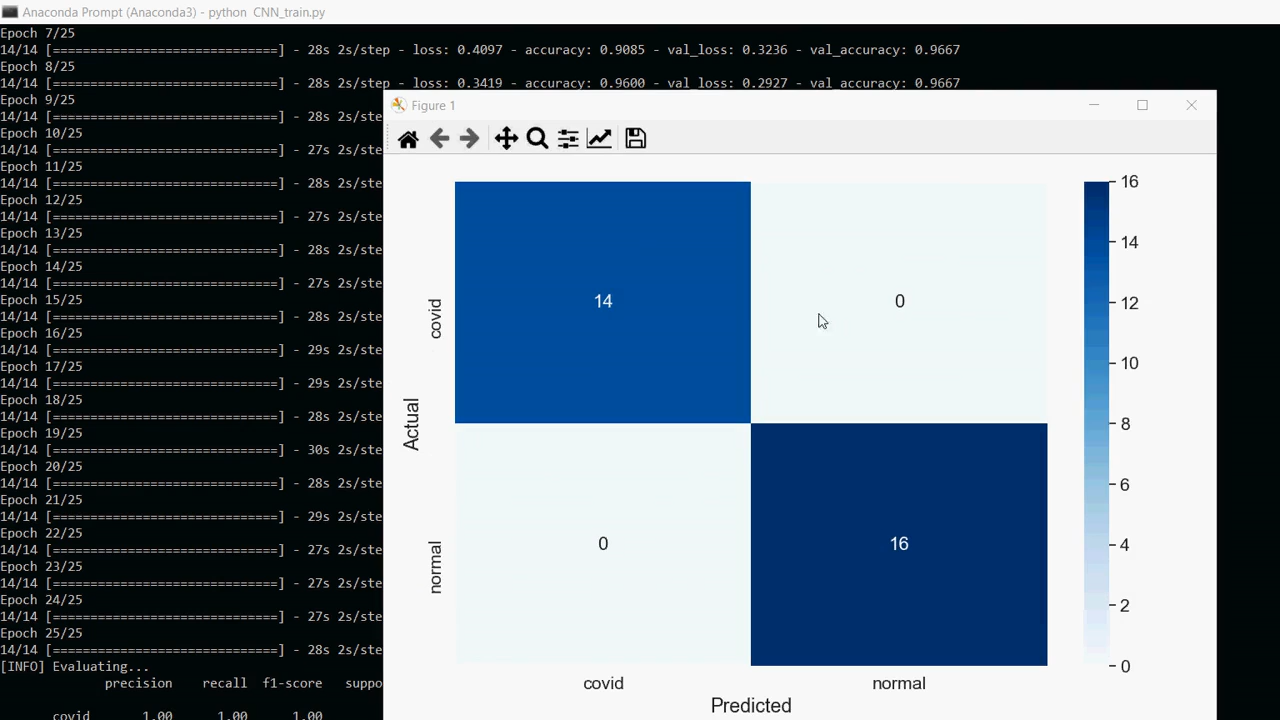 Anaconda Prompt (Anaconda3) - python  CNN_train.py
Epoch 7/25
14/14 [==============================] - 28s 2s/step - loss: 0.4097 - accuracy: 0.9085 - val_loss: 0.3236 - val_accuracy: 0.9667
Epoch 8/25
14/14 [==============================] - 28s 2s/step - loss: 0.3419 - accuracy: 0.9600 - val_loss: 0.2927 - val_accuracy: 0.9667
Epoch 9/25
14/14 [==============================] - 28s 2s/ste
Epoch 10/25
14/14 [==============================] - 27s 2s/ste
Epoch 11/25
14/14 [==============================] - 28s 2s/ste
Epoch 12/25
14/14 [==============================] - 27s 2s/ste
Epoch 13/25
14/14 [==============================] - 28s 2s/ste
Epoch 14/25
14/14 [==============================] - 27s 2s/ste
Epoch 15/25
14/14 [==============================] - 28s 2s/ste
Epoch 16/25
14/14 [==============================] - 29s 2s/ste
Epoch 17/25
14/14 [==============================] - 29s 2s/ste
Epoch 18/25
14/14 [==============================] - 28s 2s/ste
Epoch 19/25
14/14 [==============================] - 30s 2s/ste
Epoch 20/25
14/14 [==============================] - 28s 2s/ste
Epoch 21/25
14/14 [==============================] - 29s 2s/ste
Epoch 22/25
14/14 [==============================] - 27s 2s/ste
Epoch 23/25
14/14 [==============================] - 27s 2s/ste
Epoch 24/25
14/14 [==============================] - 27s 2s/ste
Epoch 25/25
14/14 [==============================] - 28s 2s/ste
[INFO] Evaluating...
precision recall f1-score suppo
covid 1.00 1.00 1.00
Figure 1
Actual
covid
normal
14 0
0 16
covid normal
Predicted
16
14
12
10
8
6
4
2
0